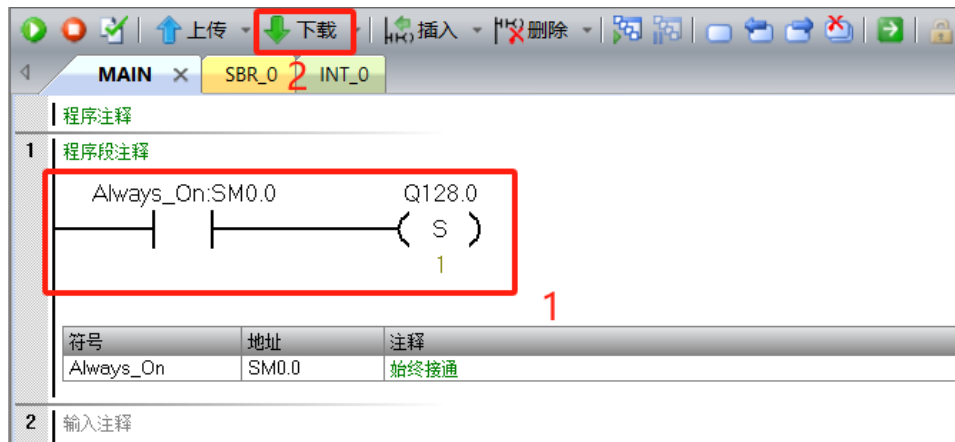 上传 下载 插入 删除
MAIN × SBR_0 2 INT_0
程序注释
1 程序段注释
Always_On:SM0.0 Q128.0
S
1
1
符号 地址 注释
Always_On SM0.0 始终接通
2 输入注释